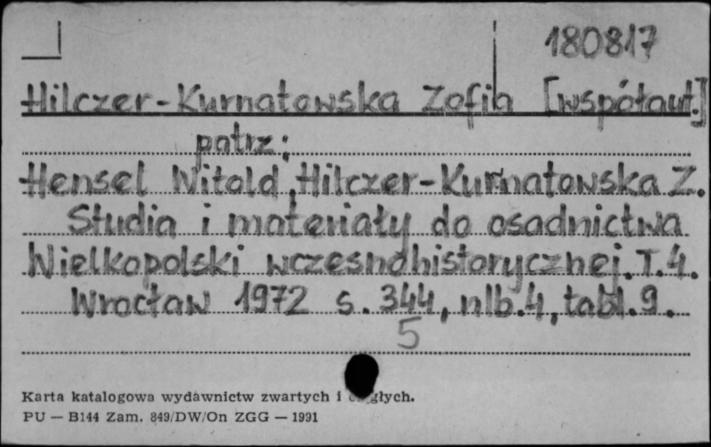 180817
Hilczer-Kurnatowska Zofia [współaut.]
patrz:
Hensel Witold, Hilczer-Kurnatowska Z.
Studia i materiały do osadnictwa
Wielkopolski wczesnohistorycznej. T. 4.
Wrocław 1972 s. 344, nlb. 4, tabl. 9.
5
Karta katalogowa wydawnictw zwartych i głych.
PU — B144 Zam. 849/DW/On ZGG — 1991